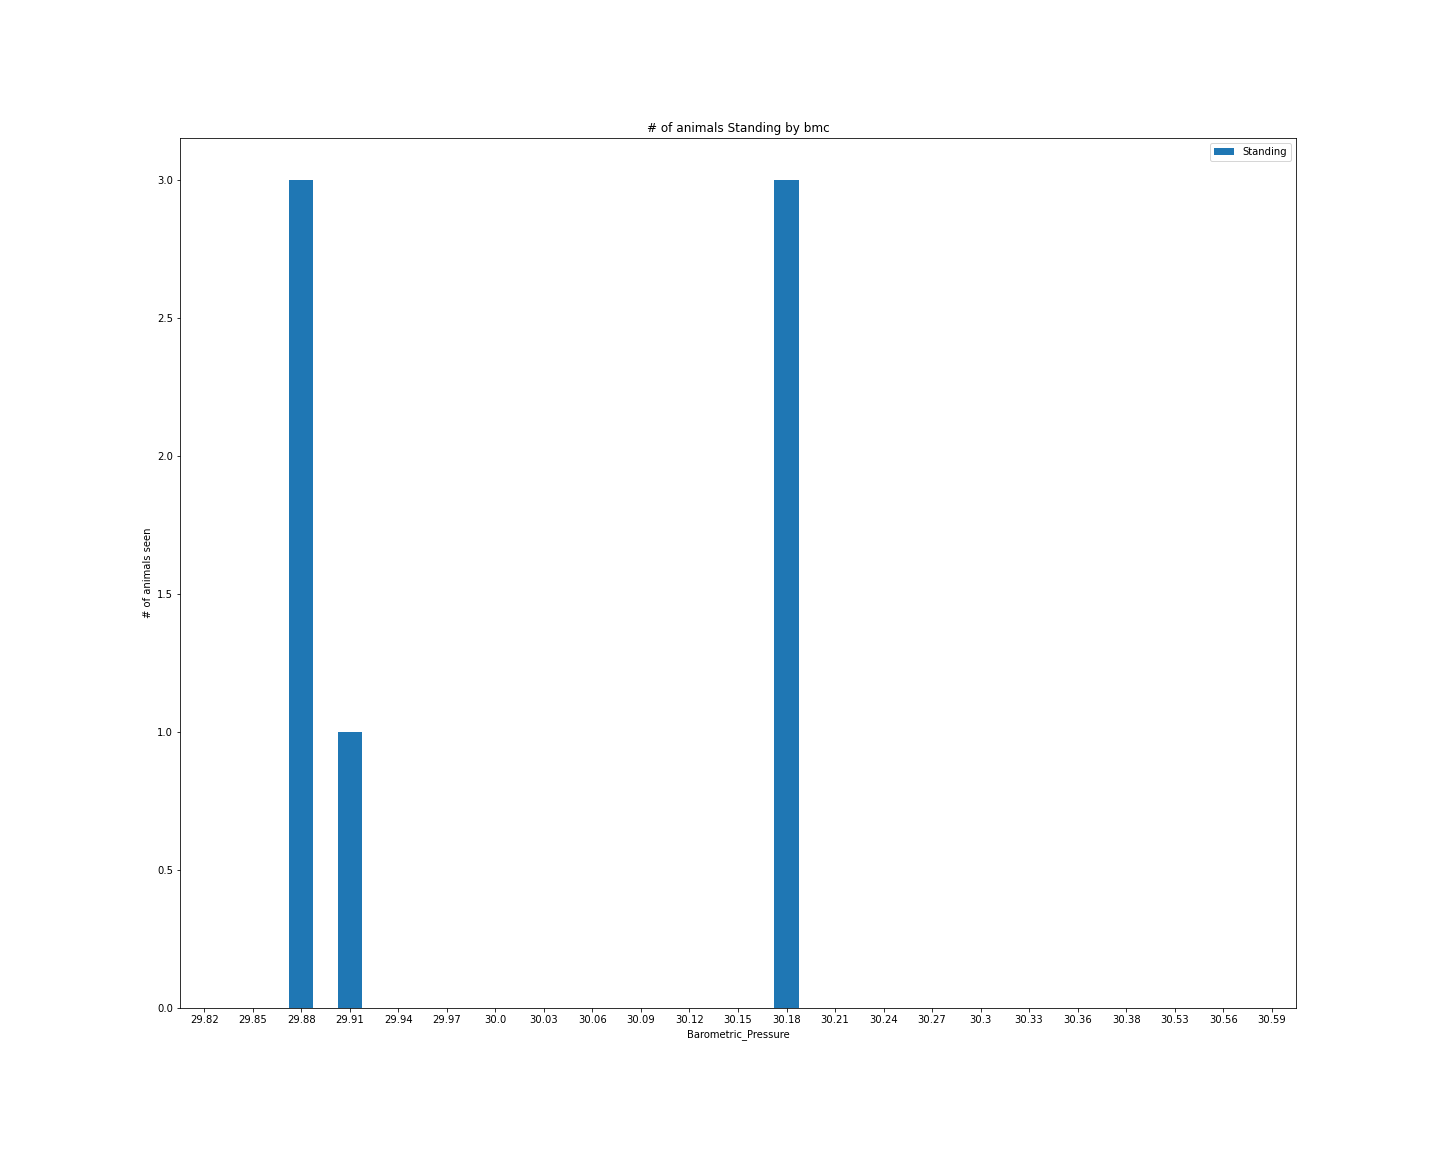 # of animals Standing by bmc
Standing
3.0
2.5
2.0
1.5
1.0
0.5
0.0
# of animals seen
29.82 29.85 29.88 29.91 29.94 29.97 30.0 30.03 30.06 30.09 30.12 30.15 30.18 30.21 30.24 30.27 30.3 30.33 30.36 30.38 30.53 30.56 30.59
Barometric_Pressure